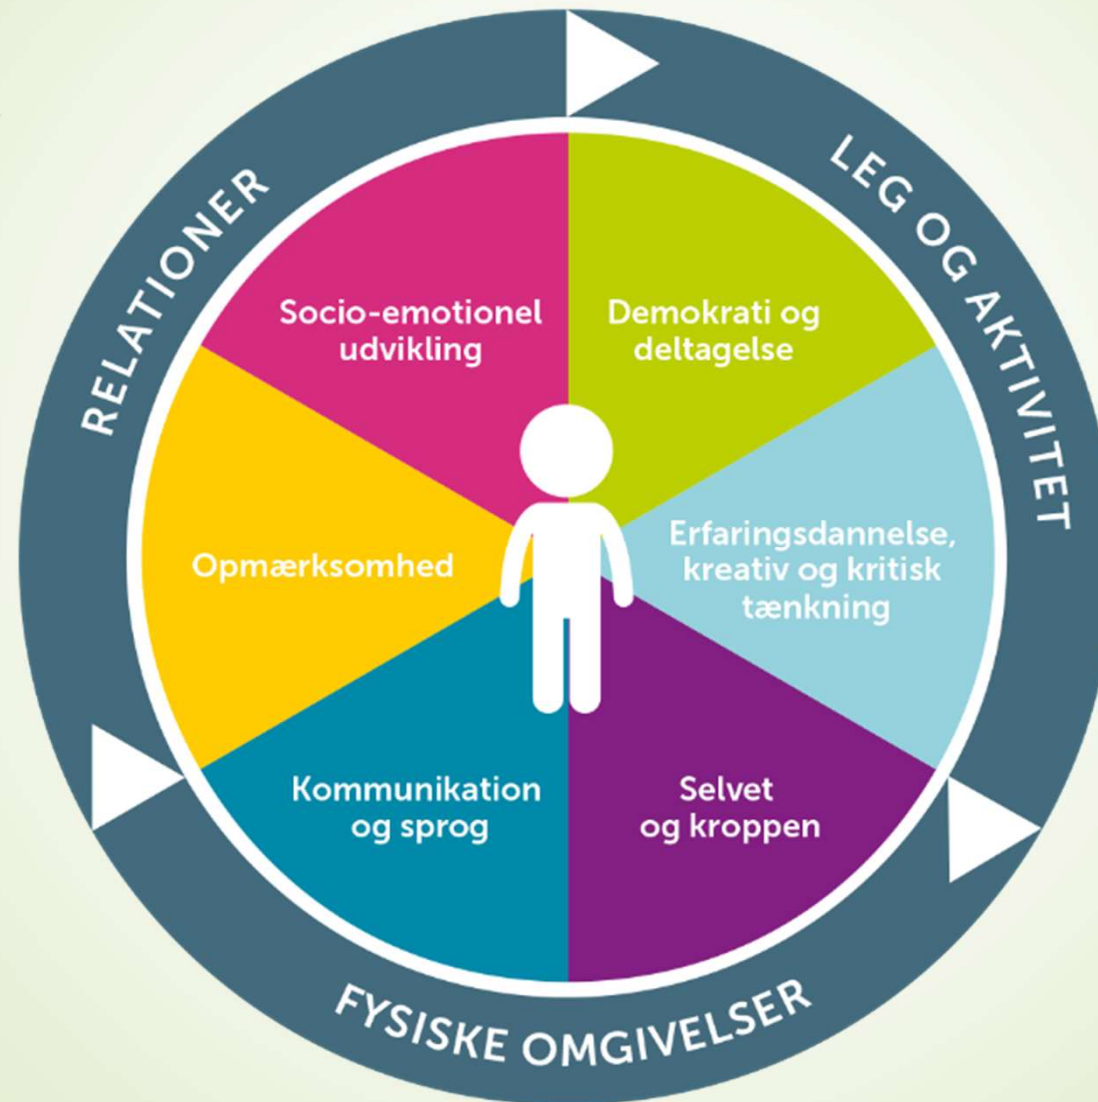 RELATIONER
LEG OG AKTIVITET
Socio-emotionel
udvikling
Demokrati og
deltagelse
Opmærksomhed
Erfaringsdannelse,
kreativ og kritisk
tænkning
Kommunikation
og sprog
Selvet
og kroppen
FYSISKE OMGIVELSER